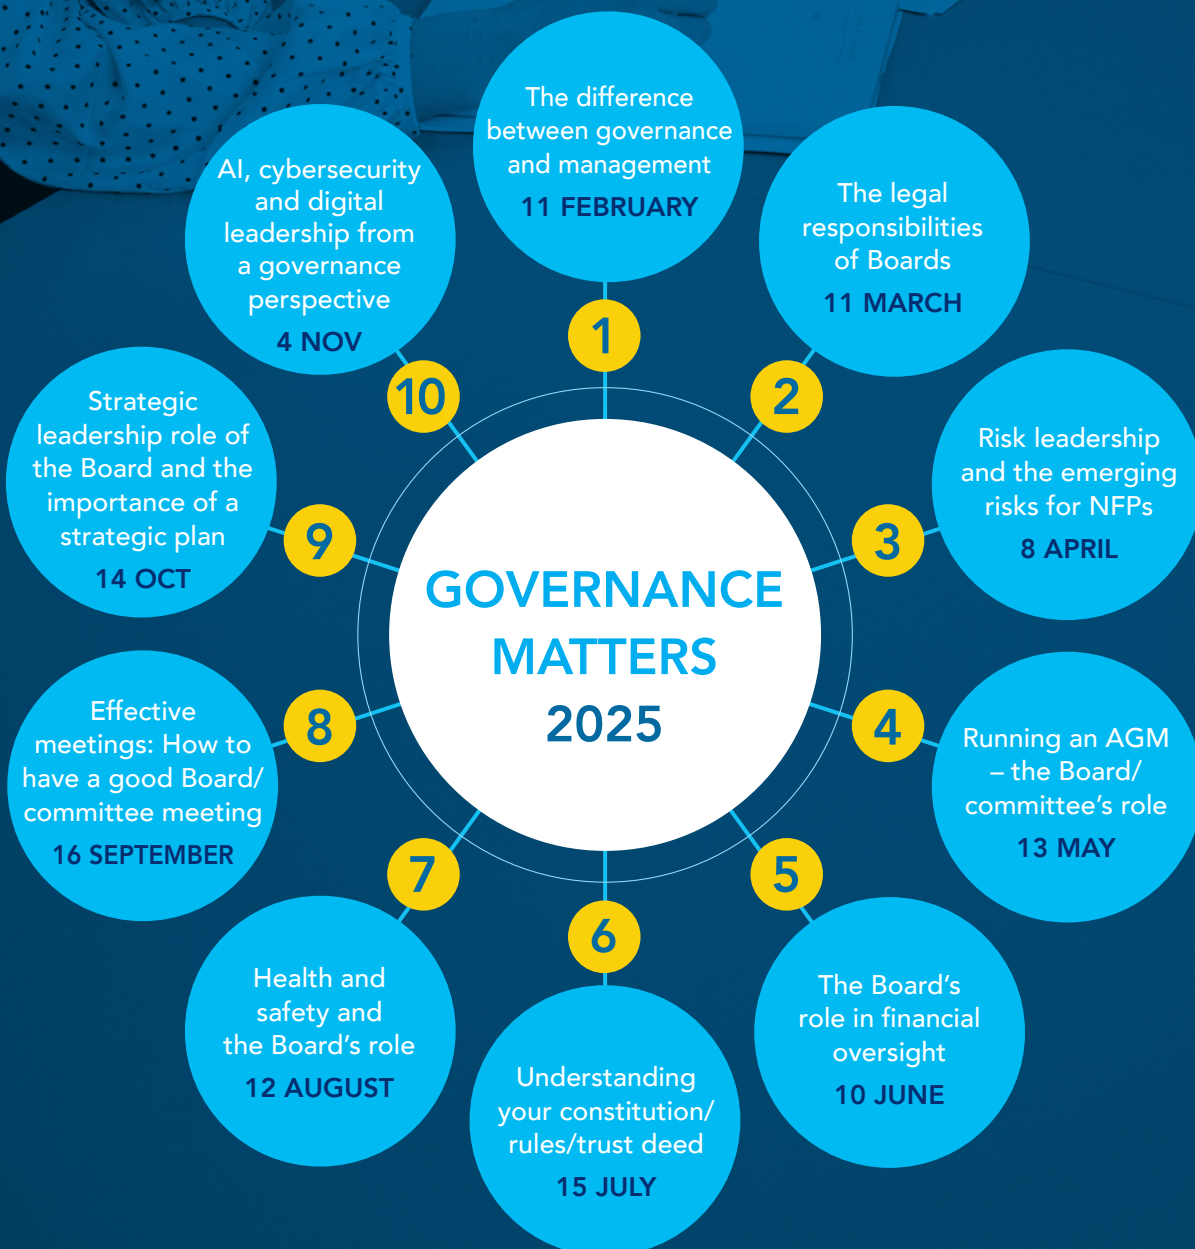 GOVERNANCE
MATTERS
2025
1
The difference
between governance
and management
11 FEBRUARY
2
The legal
responsibilities
of Boards
11 MARCH
3
Risk leadership
and the emerging
risks for NFPs
8 APRIL
4
Running an AGM
– the Board/
committee’s role
13 MAY
5
The Board’s
role in financial
oversight
10 JUNE
6
Understanding
your constitution/
rules/trust deed
15 JULY
7
Health and
safety and
the Board’s role
12 AUGUST
8
Effective
meetings: How to
have a good Board/
committee meeting
16 SEPTEMBER
9
Strategic
leadership role of
the Board and the
importance of a
strategic plan
14 OCT
10
AI, cybersecurity
and digital
leadership from
a governance
perspective
4 NOV